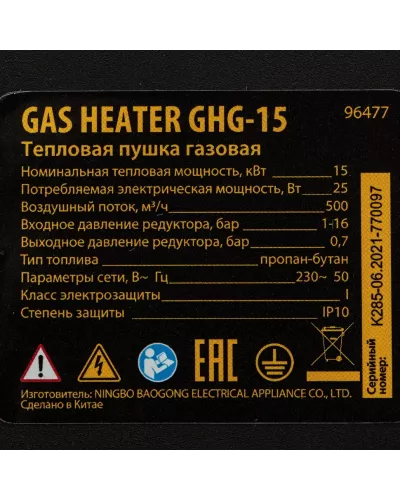 GAS HEATER GHG-15 96477
Тепловая пушка газовая
Номинальная тепловая мощность, кВт 15
Потребляемая электрическая мощность, Вт 25
Воздушный поток, м³/ч 500
Входное давление редуктора, бар 1-16
Выходное давление редуктора, бар 0,7
Тип топлива пропан-бутан
Параметры сети, В~ Гц 230~ 50
Класс электрозащиты I
Степень защиты IP10
Серийный номер: K285-06.2021-770097
EAC
Изготовитель: NINGBO BAOGONG ELECTRICAL APPLIANCE CO., LTD.
Сделано в Китае